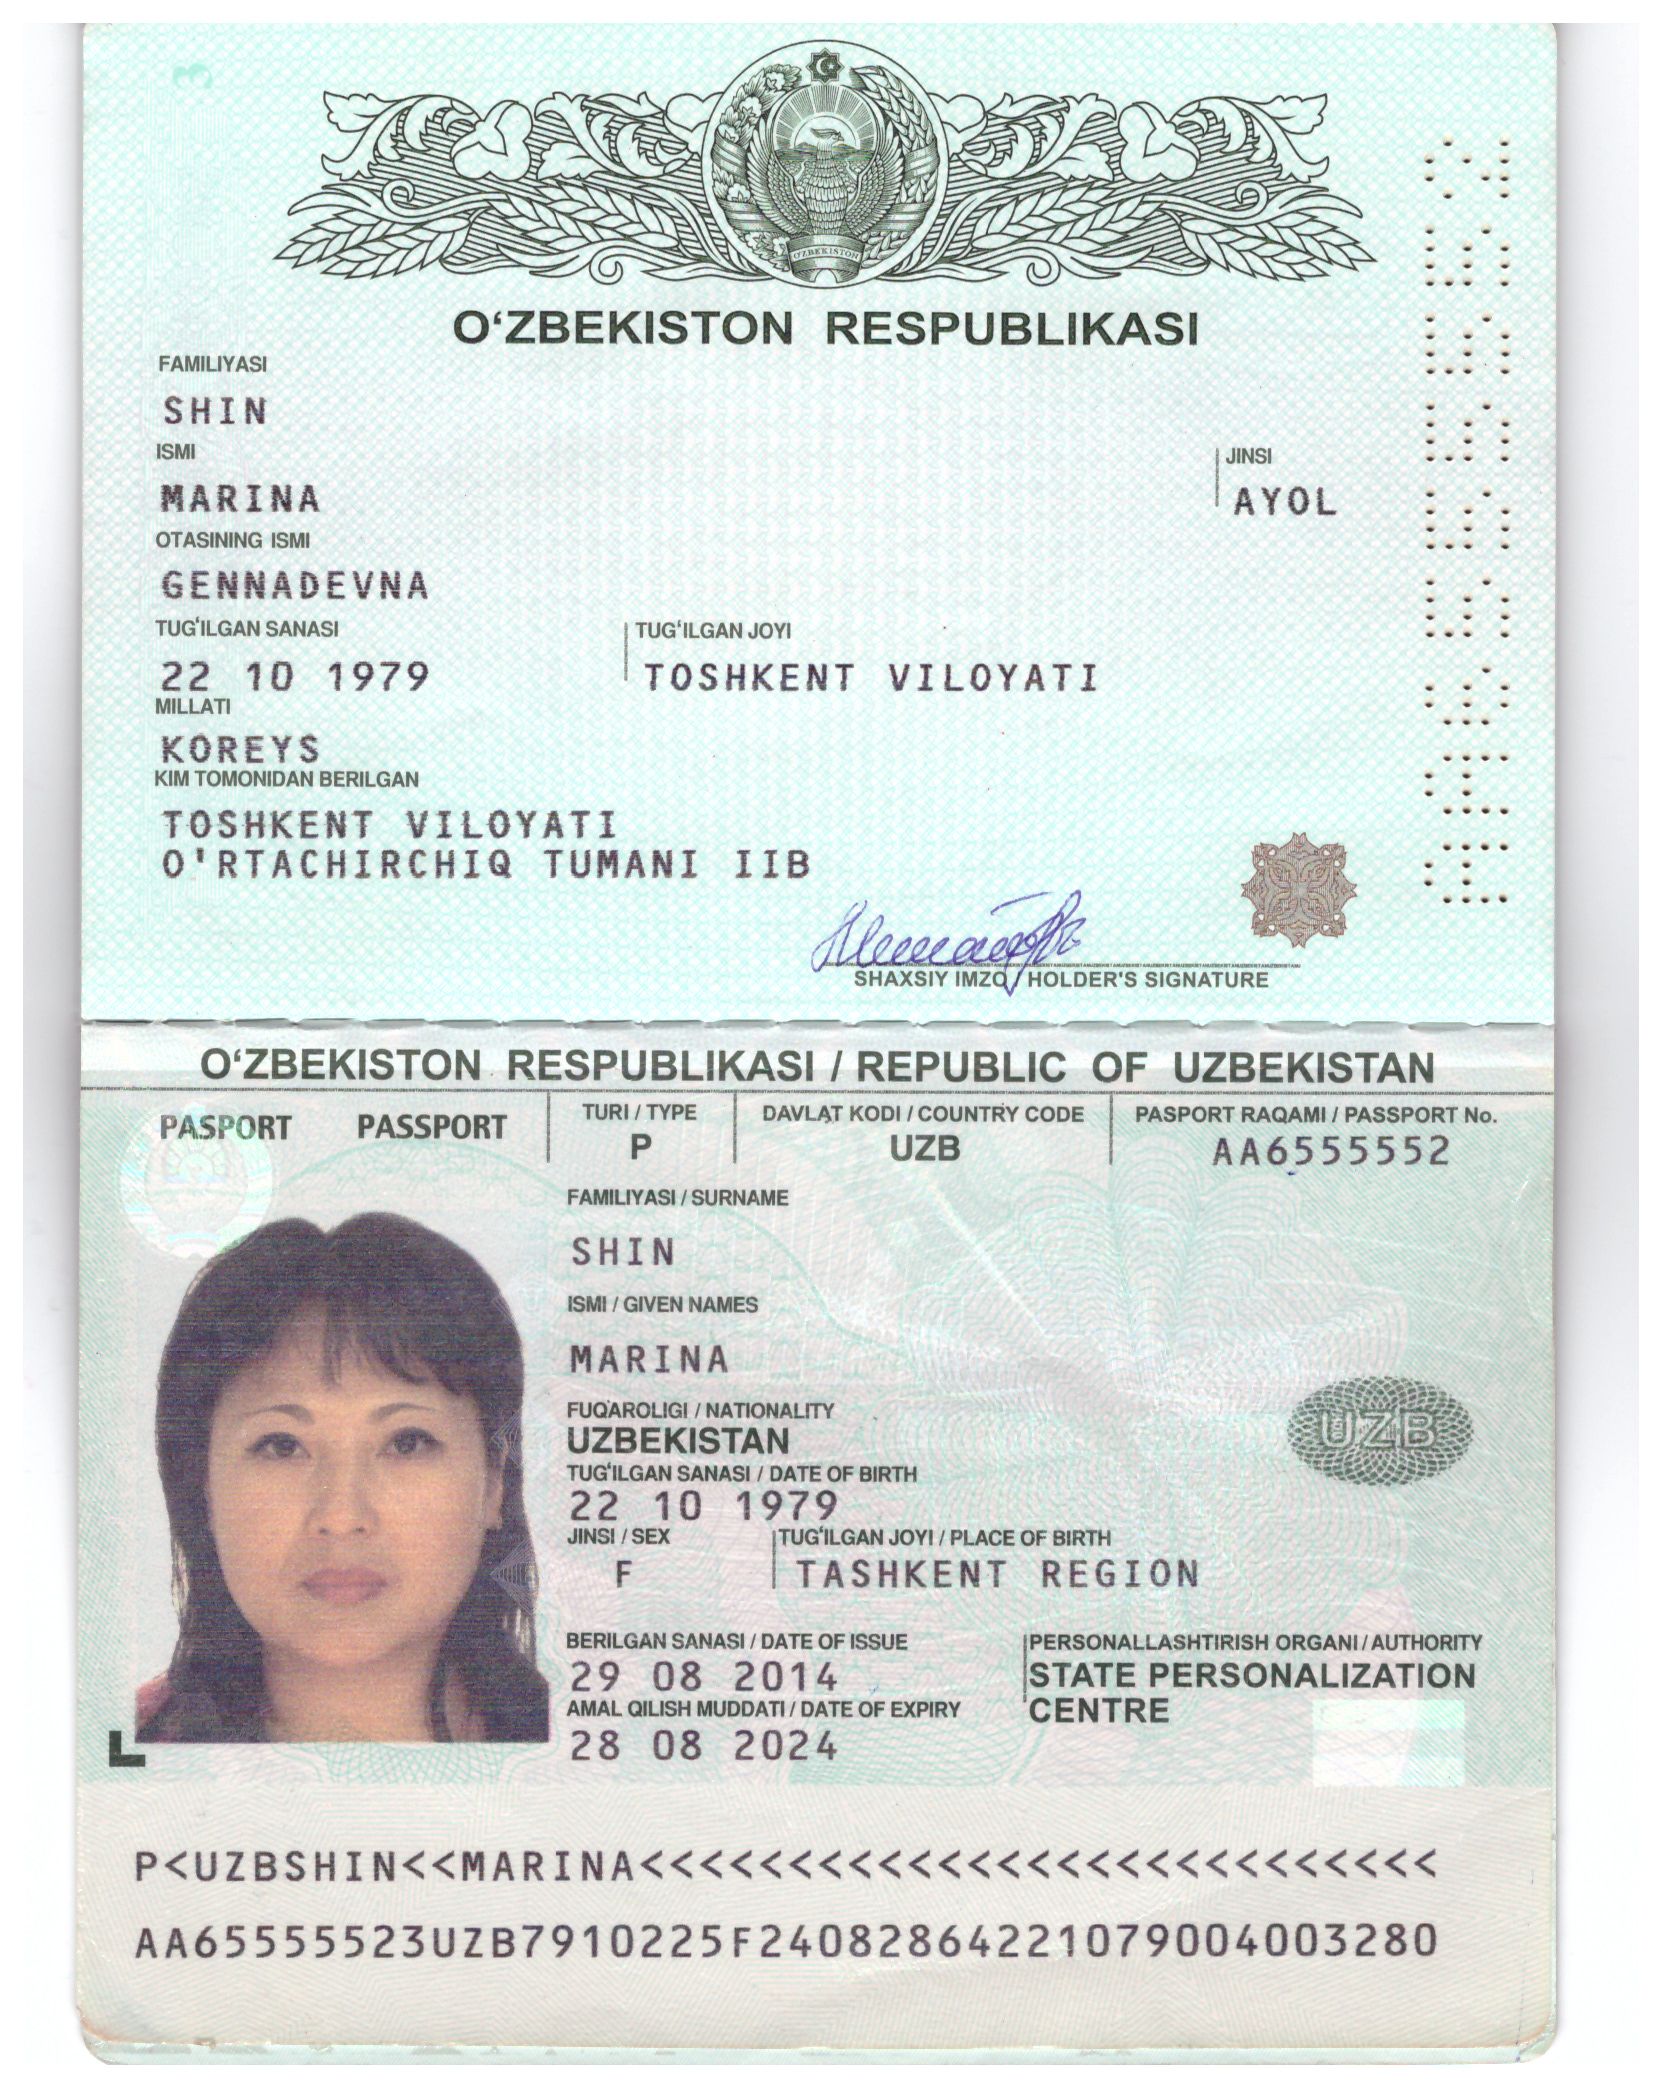 O'ZBEKISTON
O‘ZBEKISTON RESPUBLIKASI
FAMILIYASI
SHIN
ISMI
JINSI
MARINA
AYOL
OTASINING ISMI
GENNADEVNA
TUG‘ILGAN SANASI
TUG‘ILGAN JOYI
22 10 1979
TOSHKENT VILOYATI
MILLATI
KOREYS
KIM TOMONIDAN BERILGAN
TOSHKENT VILOYATI
O'RTACHIRCHIQ TUMANI IIB
SHAXSIY IMZO / HOLDER'S SIGNATURE
AA6555552
O‘ZBEKISTON RESPUBLIKASI / REPUBLIC OF UZBEKISTAN
PASPORT PASSPORT
TURI / TYPE
DAVLAT KODI / COUNTRY CODE
PASPORT RAQAMI / PASSPORT No.
P
UZB
AA6555552
FAMILIYASI / SURNAME
SHIN
ISMI / GIVEN NAMES
MARINA
FUQAROLIGI / NATIONALITY
UZBEKISTAN
UZB
TUG‘ILGAN SANASI / DATE OF BIRTH
22 10 1979
JINSI / SEX
TUG‘ILGAN JOYI / PLACE OF BIRTH
F
TASHKENT REGION
BERILGAN SANASI / DATE OF ISSUE
PERSONALLASHTIRISH ORGANI / AUTHORITY
29 08 2014
STATE PERSONALIZATION
CENTRE
AMAL QILISH MUDDATI / DATE OF EXPIRY
28 08 2024
P<UZBSHIN<<MARINA<<<<<<<<<<<<<<<<<<<<<<<<<<<
AA65555523UZB7910225F24082864221079004003280